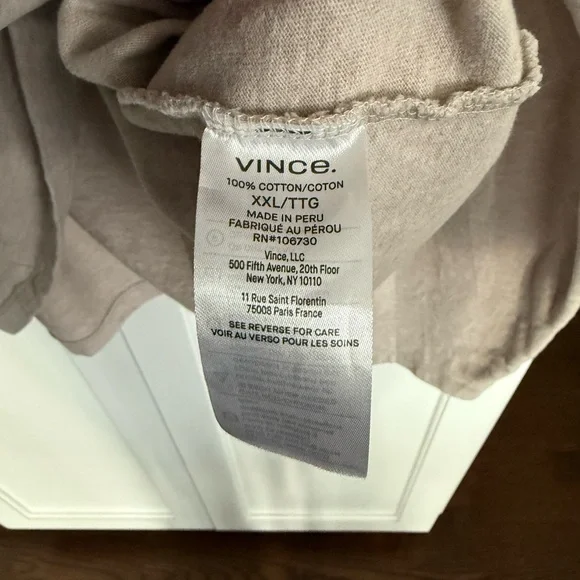 VINCE.
100% COTTON/COTON
XXL/TTG
MADE IN PERU
FABRIQUÉ AU PÉROU
RN#106730
Vince, LLC
500 Fifth Avenue, 20th Floor
New York, NY 10110
11 Rue Saint Florentin
75008 Paris France
SEE REVERSE FOR CARE
VOIR AU VERSO POUR LES SOINS